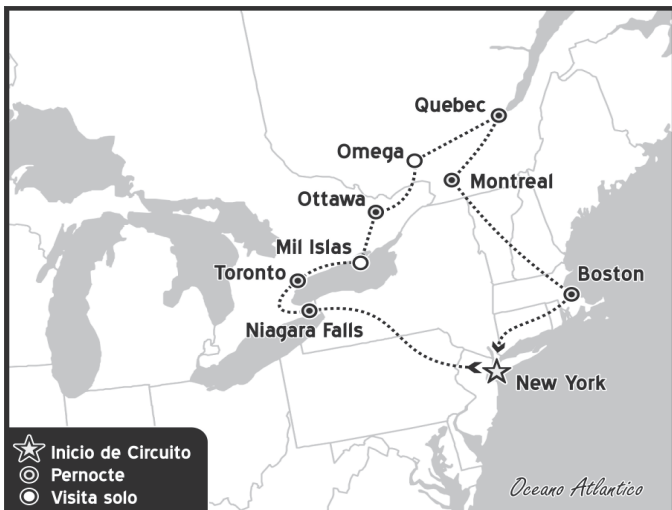 Quebec
Omega
Montreal
Ottawa
Mil Islas
Toronto
Boston
Niagara Falls
New York
Inicio de Circuito
Pernocte
Visita solo
Oceano Atlantico